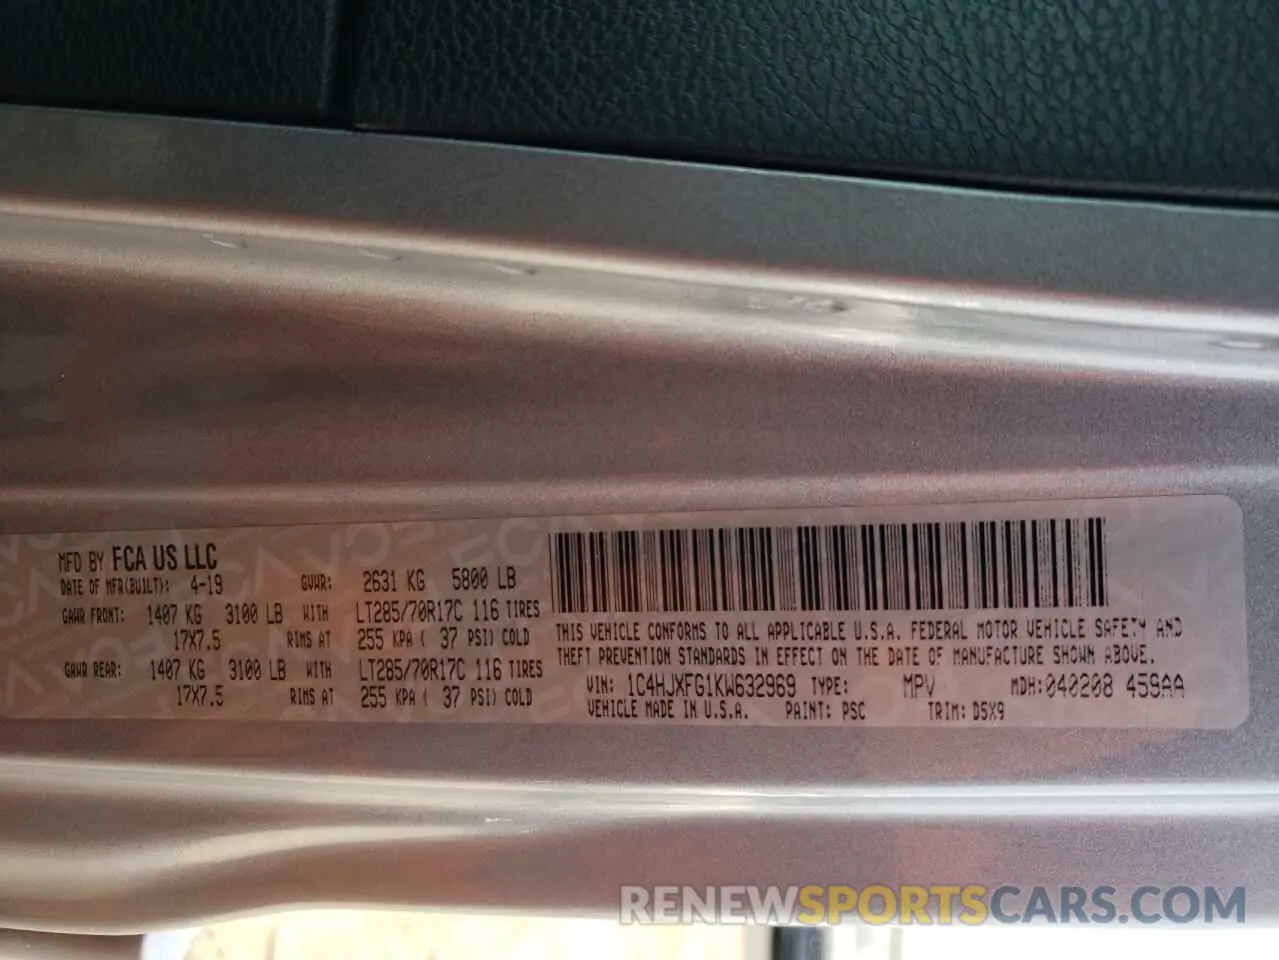 MFD BY FCA US LLC
DATE OF MFR(BUILT): 4-19 GVWR: 2631 KG 5800 LB
GAWR FRONT: 1407 KG 3100 LB WITH LT285/70R17C 116 TIRES
17X7.5 RIMS AT 255 KPA ( 37 PSI) COLD
GAWR REAR: 1407 KG 3100 LB WITH LT285/70R17C 116 TIRES
17X7.5 RIMS AT 255 KPA ( 37 PSI) COLD
THIS VEHICLE CONFORMS TO ALL APPLICABLE U.S.A. FEDERAL MOTOR VEHICLE SAFETY AND
THEFT PREVENTION STANDARDS IN EFFECT ON THE DATE OF MANUFACTURE SHOWN ABOVE.
VIN: 1C4HJXFG1KW632969 TYPE: MPV MDH:040208 459AA
VEHICLE MADE IN U.S.A. PAINT: PSC TRIM: D5X9
RENEWSPORTSCARS.COM